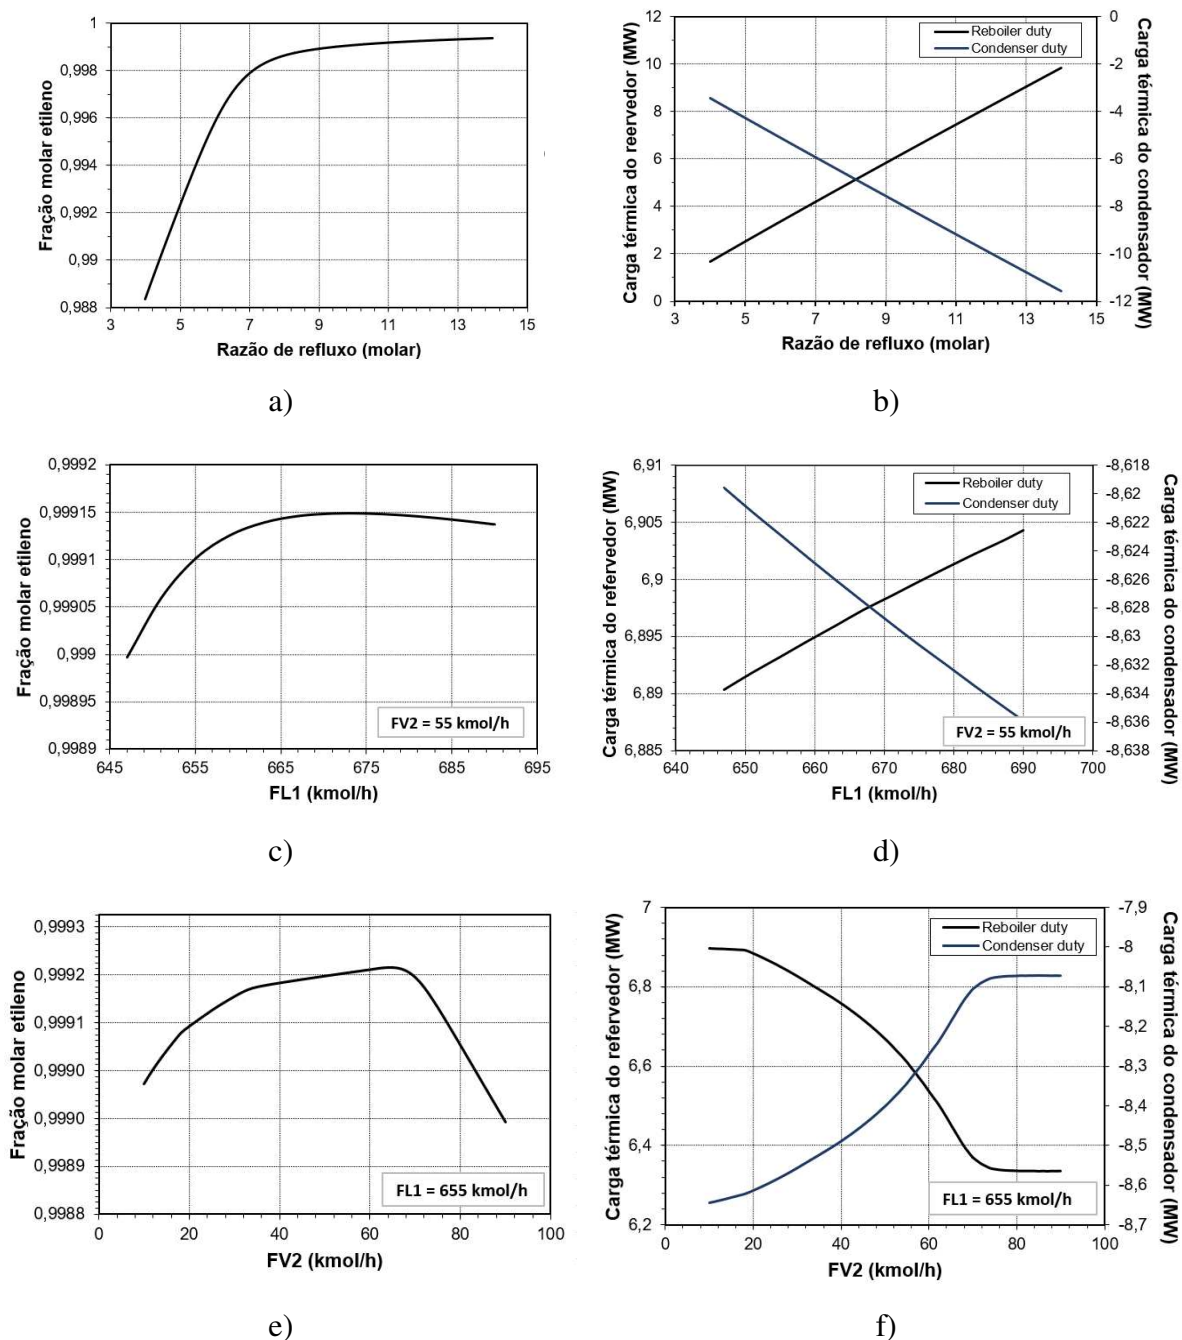 1
0,998
0,996
0,994
0,992
0,99
0,988
3 5 7 9 11 13 15
Fração molar etileno
Razão de refluxo (molar)
a)
12
10
8
6
4
2
0
0
-2
-4
-6
-8
-10
-12
3 5 7 9 11 13 15
Carga térmica do reervedor (MW)
Carga térmica do condensador (MW)
Reboiler duty
Condenser duty
Razão de refluxo (molar)
b)
0,9992
0,99915
0,9991
0,99905
0,999
0,99895
0,9989
645 655 665 675 685 695
Fração molar etileno
FV2 = 55 kmol/h
FL1 (kmol/h)
c)
6,91
6,905
6,9
6,895
6,89
6,885
-8,618
-8,62
-8,622
-8,624
-8,626
-8,628
-8,63
-8,632
-8,634
-8,636
-8,638
640 650 660 670 680 690 700
Carga térmica do refervedor (MW)
Carga térmica do condensador (MW)
Reboiler duty
Condenser duty
FV2 = 55 kmol/h
FL1 (kmol/h)
d)
0,9993
0,9992
0,9991
0,9990
0,9990
0,9989
0,9988
0 20 40 60 80 100
Fração molar etileno
FL1 = 655 kmol/h
FV2 (kmol/h)
e)
7
6,8
6,6
6,4
6,2
-7,9
-8
-8,1
-8,2
-8,3
-8,4
-8,5
-8,6
-8,7
0 20 40 60 80 100
Carga térmica do refervedor (MW)
Carga térmica do condensador (MW)
Reboiler duty
Condenser duty
FL1 = 655 kmol/h
FV2 (kmol/h)
f)